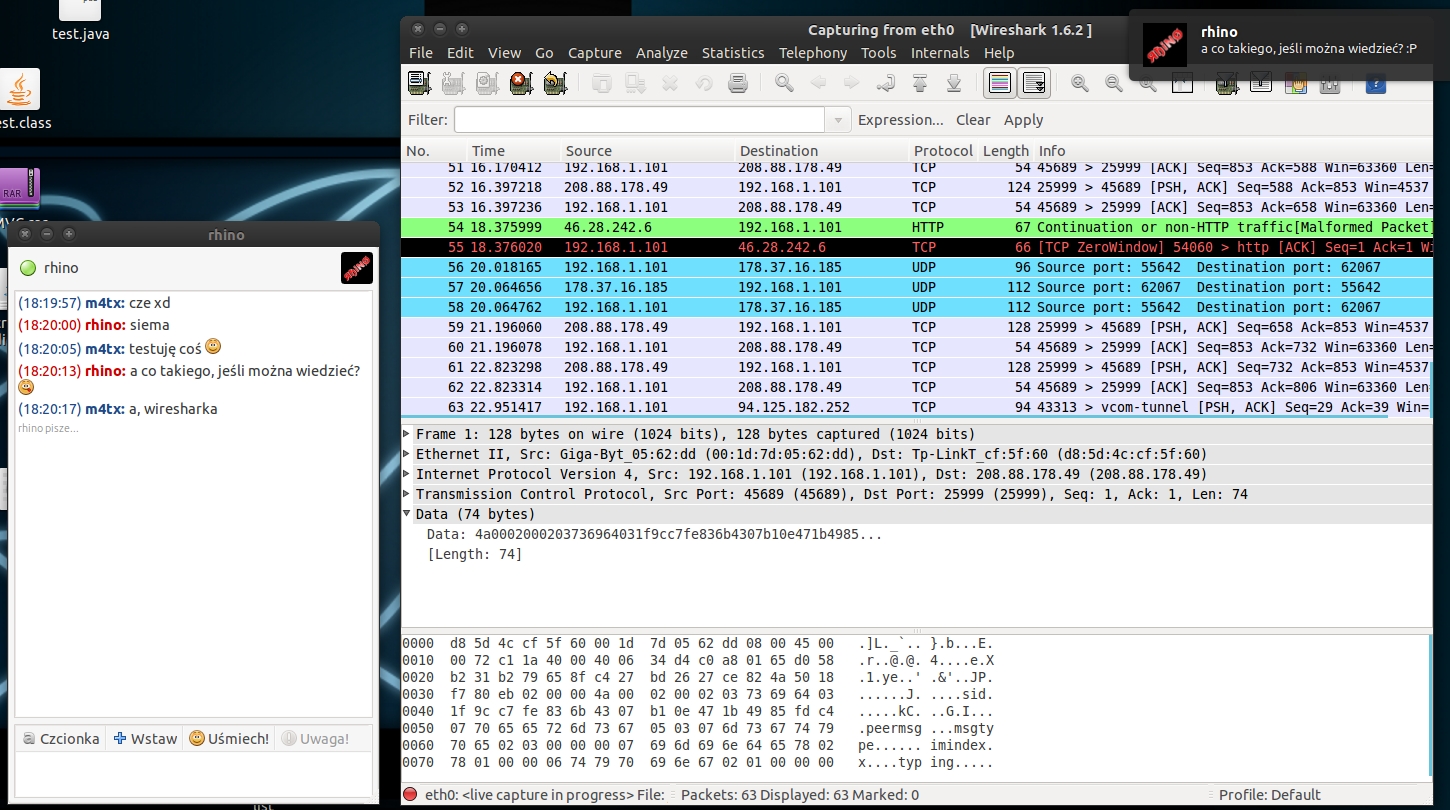 test.java
est.class
RAR
rhino
rhino
(18:19:57) m4tx: cze xd
(18:20:00) rhino: siema
(18:20:05) m4tx: testuję coś
(18:20:13) rhino: a co takiego, jeśli można wiedzieć?
(18:20:17) m4tx: a, wiresharka
rhino pisze...
Czcionka Wstaw Uśmiech! Uwaga!
Capturing from eth0 [Wireshark 1.6.2 ]
rhino
a co takiego, jeśli można wiedzieć? :P
File Edit View Go Capture Analyze Statistics Telephony Tools Internals Help
Filter: Expression... Clear Apply
No. Time Source Destination Protocol Length Info
51 16.170412 192.168.1.101 208.88.178.49 TCP 54 45689 > 25999 [ACK] Seq=853 Ack=588 Win=63360 Len=
52 16.397218 208.88.178.49 192.168.1.101 TCP 124 25999 > 45689 [PSH, ACK] Seq=588 Ack=853 Win=4537
53 16.397236 192.168.1.101 208.88.178.49 TCP 54 45689 > 25999 [ACK] Seq=853 Ack=658 Win=63360 Len=
54 18.375999 46.28.242.6 192.168.1.101 HTTP 67 Continuation or non-HTTP traffic[Malformed Packet]
55 18.376020 192.168.1.101 46.28.242.6 TCP 66 [TCP ZeroWindow] 54060 > http [ACK] Seq=1 Ack=1 Wi
56 20.018165 192.168.1.101 178.37.16.185 UDP 96 Source port: 55642 Destination port: 62067
57 20.064656 178.37.16.185 192.168.1.101 UDP 112 Source port: 62067 Destination port: 55642
58 20.064762 192.168.1.101 178.37.16.185 UDP 112 Source port: 55642 Destination port: 62067
59 21.196060 208.88.178.49 192.168.1.101 TCP 128 25999 > 45689 [PSH, ACK] Seq=658 Ack=853 Win=4537
60 21.196078 192.168.1.101 208.88.178.49 TCP 54 45689 > 25999 [ACK] Seq=853 Ack=732 Win=63360 Len=
61 22.823298 208.88.178.49 192.168.1.101 TCP 128 25999 > 45689 [PSH, ACK] Seq=732 Ack=853 Win=4537
62 22.823314 192.168.1.101 208.88.178.49 TCP 54 45689 > 25999 [ACK] Seq=853 Ack=806 Win=63360 Len=
63 22.951417 192.168.1.101 94.125.182.252 TCP 94 43313 > vcom-tunnel [PSH, ACK] Seq=29 Ack=39 Win=
Frame 1: 128 bytes on wire (1024 bits), 128 bytes captured (1024 bits)
Ethernet II, Src: Giga-Byt_05:62:dd (00:1d:7d:05:62:dd), Dst: Tp-LinkT_cf:5f:60 (d8:5d:4c:cf:5f:60)
Internet Protocol Version 4, Src: 192.168.1.101 (192.168.1.101), Dst: 208.88.178.49 (208.88.178.49)
Transmission Control Protocol, Src Port: 45689 (45689), Dst Port: 25999 (25999), Seq: 1, Ack: 1, Len: 74
Data (74 bytes)
Data: 4a0002000203736964031f9cc7fe836b4307b10e471b4985...
[Length: 74]
0000 d8 5d 4c cf 5f 60 00 1d 7d 05 62 dd 08 00 45 00 .]L._`.. }.b...E.
0010 00 72 c1 1a 40 00 40 06 34 d4 c0 a8 01 65 d0 58 .r..@.@. 4....e.X
0020 b2 31 b2 79 65 8f c4 27 bd 26 27 ce 82 4a 50 18 .1.ye..' .&'..JP.
0030 f7 80 eb 02 00 00 4a 00 02 00 02 03 73 69 64 03 ......J. ....sid.
0040 1f 9c c7 fe 83 6b 43 07 b1 0e 47 1b 49 85 fd c4 .....kC. ..G.I...
0050 07 70 65 65 72 6d 73 67 05 03 07 6d 73 67 74 79 .peermsg ...msgty
0060 70 65 02 03 00 00 00 07 69 6d 69 6e 64 65 78 02 pe...... imindex.
0070 78 01 00 00 06 74 79 70 69 6e 67 02 01 00 00 00 x....typ ing.....
eth0: <live capture in progress> File: Packets: 63 Displayed: 63 Marked: 0 Profile: Default